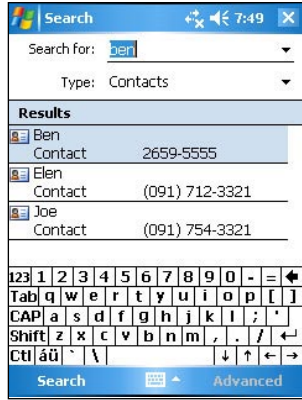 Search 7:49
Search for: ben
Type: Contacts
Results
Ben
Contact 2659-5555
Elen
Contact (091) 712-3321
Joe
Contact (091) 754-3321
123 1 2 3 4 5 6 7 8 9 0 - =
Tab q w e r t y u i o p [ ]
CAP a s d f g h j k l ; '
Shift z x c v b n m , . /
Ctl áü ` \
Search Advanced